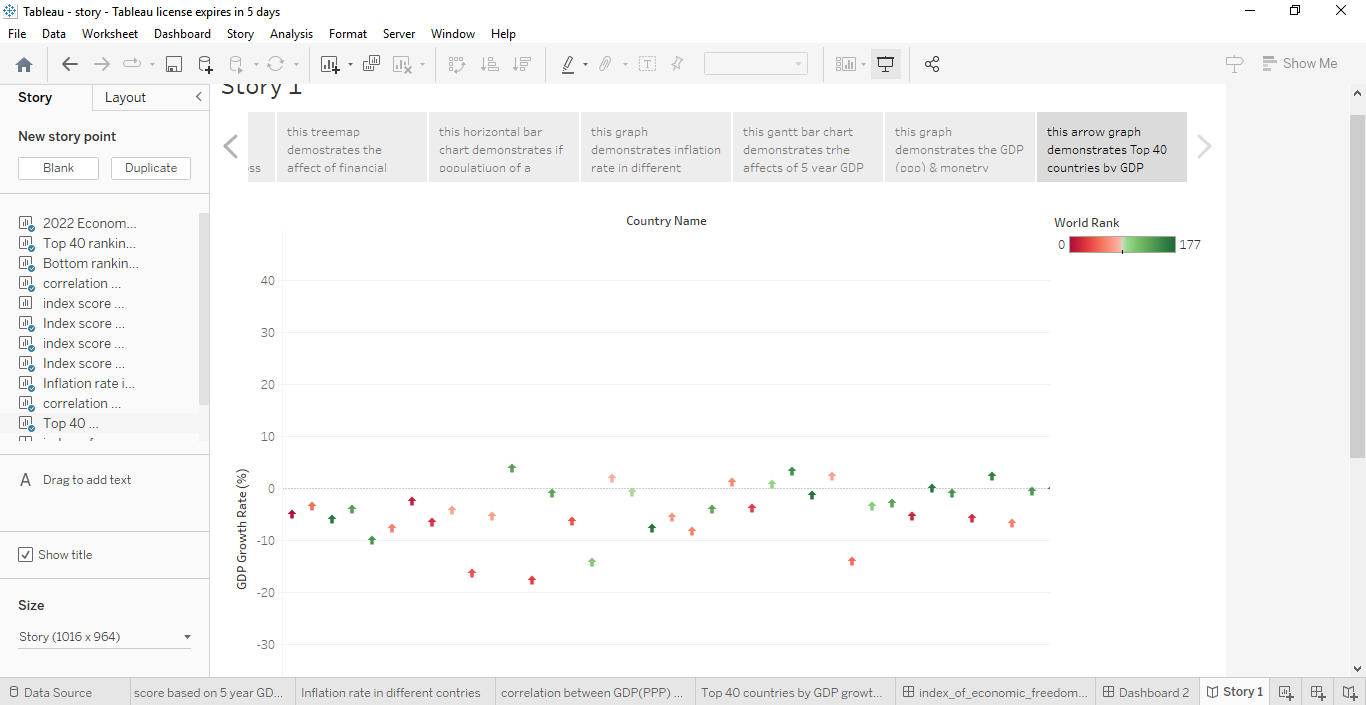 Tableau - story - Tableau license expires in 5 days
File Data Worksheet Dashboard Story Analysis Format Server Window Help
Show Me
Story Layout
New story point
Blank Duplicate
2022 Econom...
Top 40 rankin...
Bottom rankin...
correlation ...
index score ...
Index score ...
index score ...
Index score ...
Inflation rate i...
correlation ...
Top 40 ...
A Drag to add text
Show title
Size
Story (1016 x 964)
Story 1
ss
this treemap
demostrates the
affect of financial
this horizontal bar
chart demonstrates if
populatiuon of a
this graph
demonstrates inflation
rate in different
this gantt bar chart
demonstrates trhe
affects of 5 year GDP
this graph
demonstrates the GDP
(ppp) & monetry
this arrow graph
demonstrates Top 40
countries by GDP
Country Name
World Rank
0 177
40
30
20
10
0
-10
-20
-30
GDP Growth Rate (%)
Data Source score based on 5 year GD... Inflation rate in different contries correlation between GDP(PPP) ... Top 40 countries by GDP growt... index_of_economic_freedom... Dashboard 2 Story 1